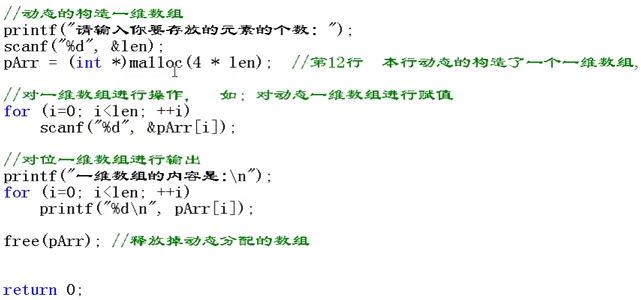 //动态的构造一维数组
printf("请输入你要存放的元素的个数: ");
scanf("%d", &len);
pArr = (int *)malloc(4 * len);  //第12行  本行动态的构造了一个一维数组,
//对一维数组进行操作,  如: 对动态一维数组进行赋值
for (i=0; i<len; ++i)
    scanf("%d", &pArr[i]);
//对位一维数组进行输出
printf("一维数组的内容是:\n");
for (i=0; i<len; ++i)
    printf("%d\n", pArr[i]);
free(pArr); //释放掉动态分配的数组
return 0;